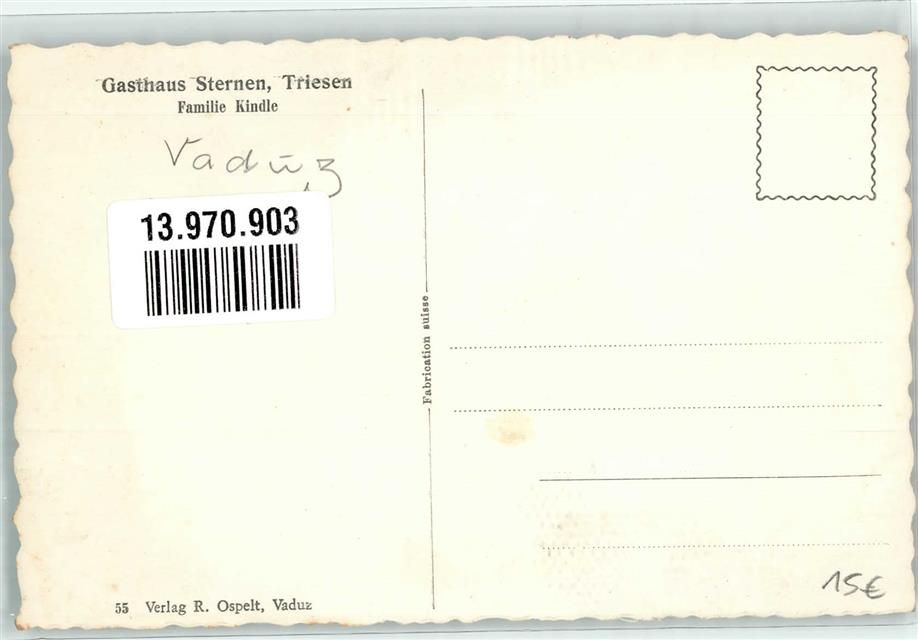 Gasthaus Sternen, Triesen
Familie Kindle
Vaduz
13.970.903
Fabrication suisse
15€
55 Verlag R. Ospelt, Vaduz